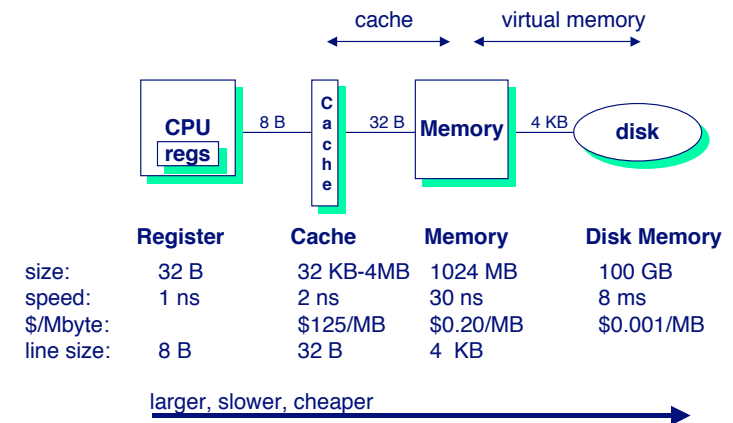 cache virtual memory
CPU
regs
8 B
Cache
32 B
Memory
4 KB
disk
Register Cache Memory Disk Memory
size: 32 B 32 KB-4MB 1024 MB 100 GB
speed: 1 ns 2 ns 30 ns 8 ms
$/Mbyte: $125/MB $0.20/MB $0.001/MB
line size: 8 B 32 B 4 KB
larger, slower, cheaper